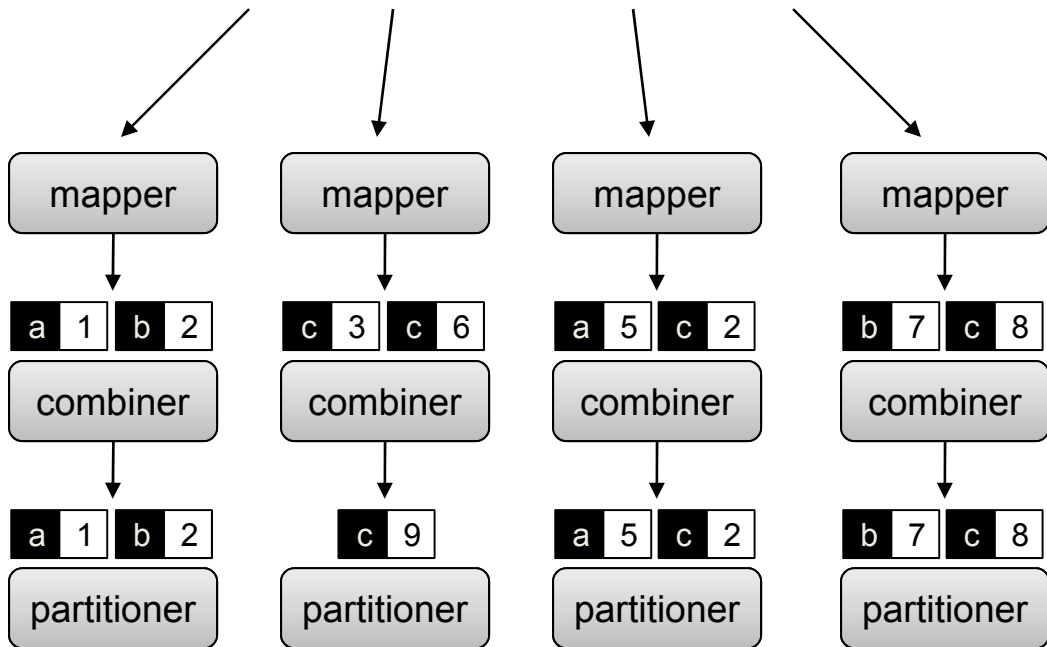 mapper mapper mapper mapper
a 1 b 2 c 3 c 6 a 5 c 2 b 7 c 8
combiner combiner combiner combiner
a 1 b 2 c 9 a 5 c 2 b 7 c 8
partitioner partitioner partitioner partitioner